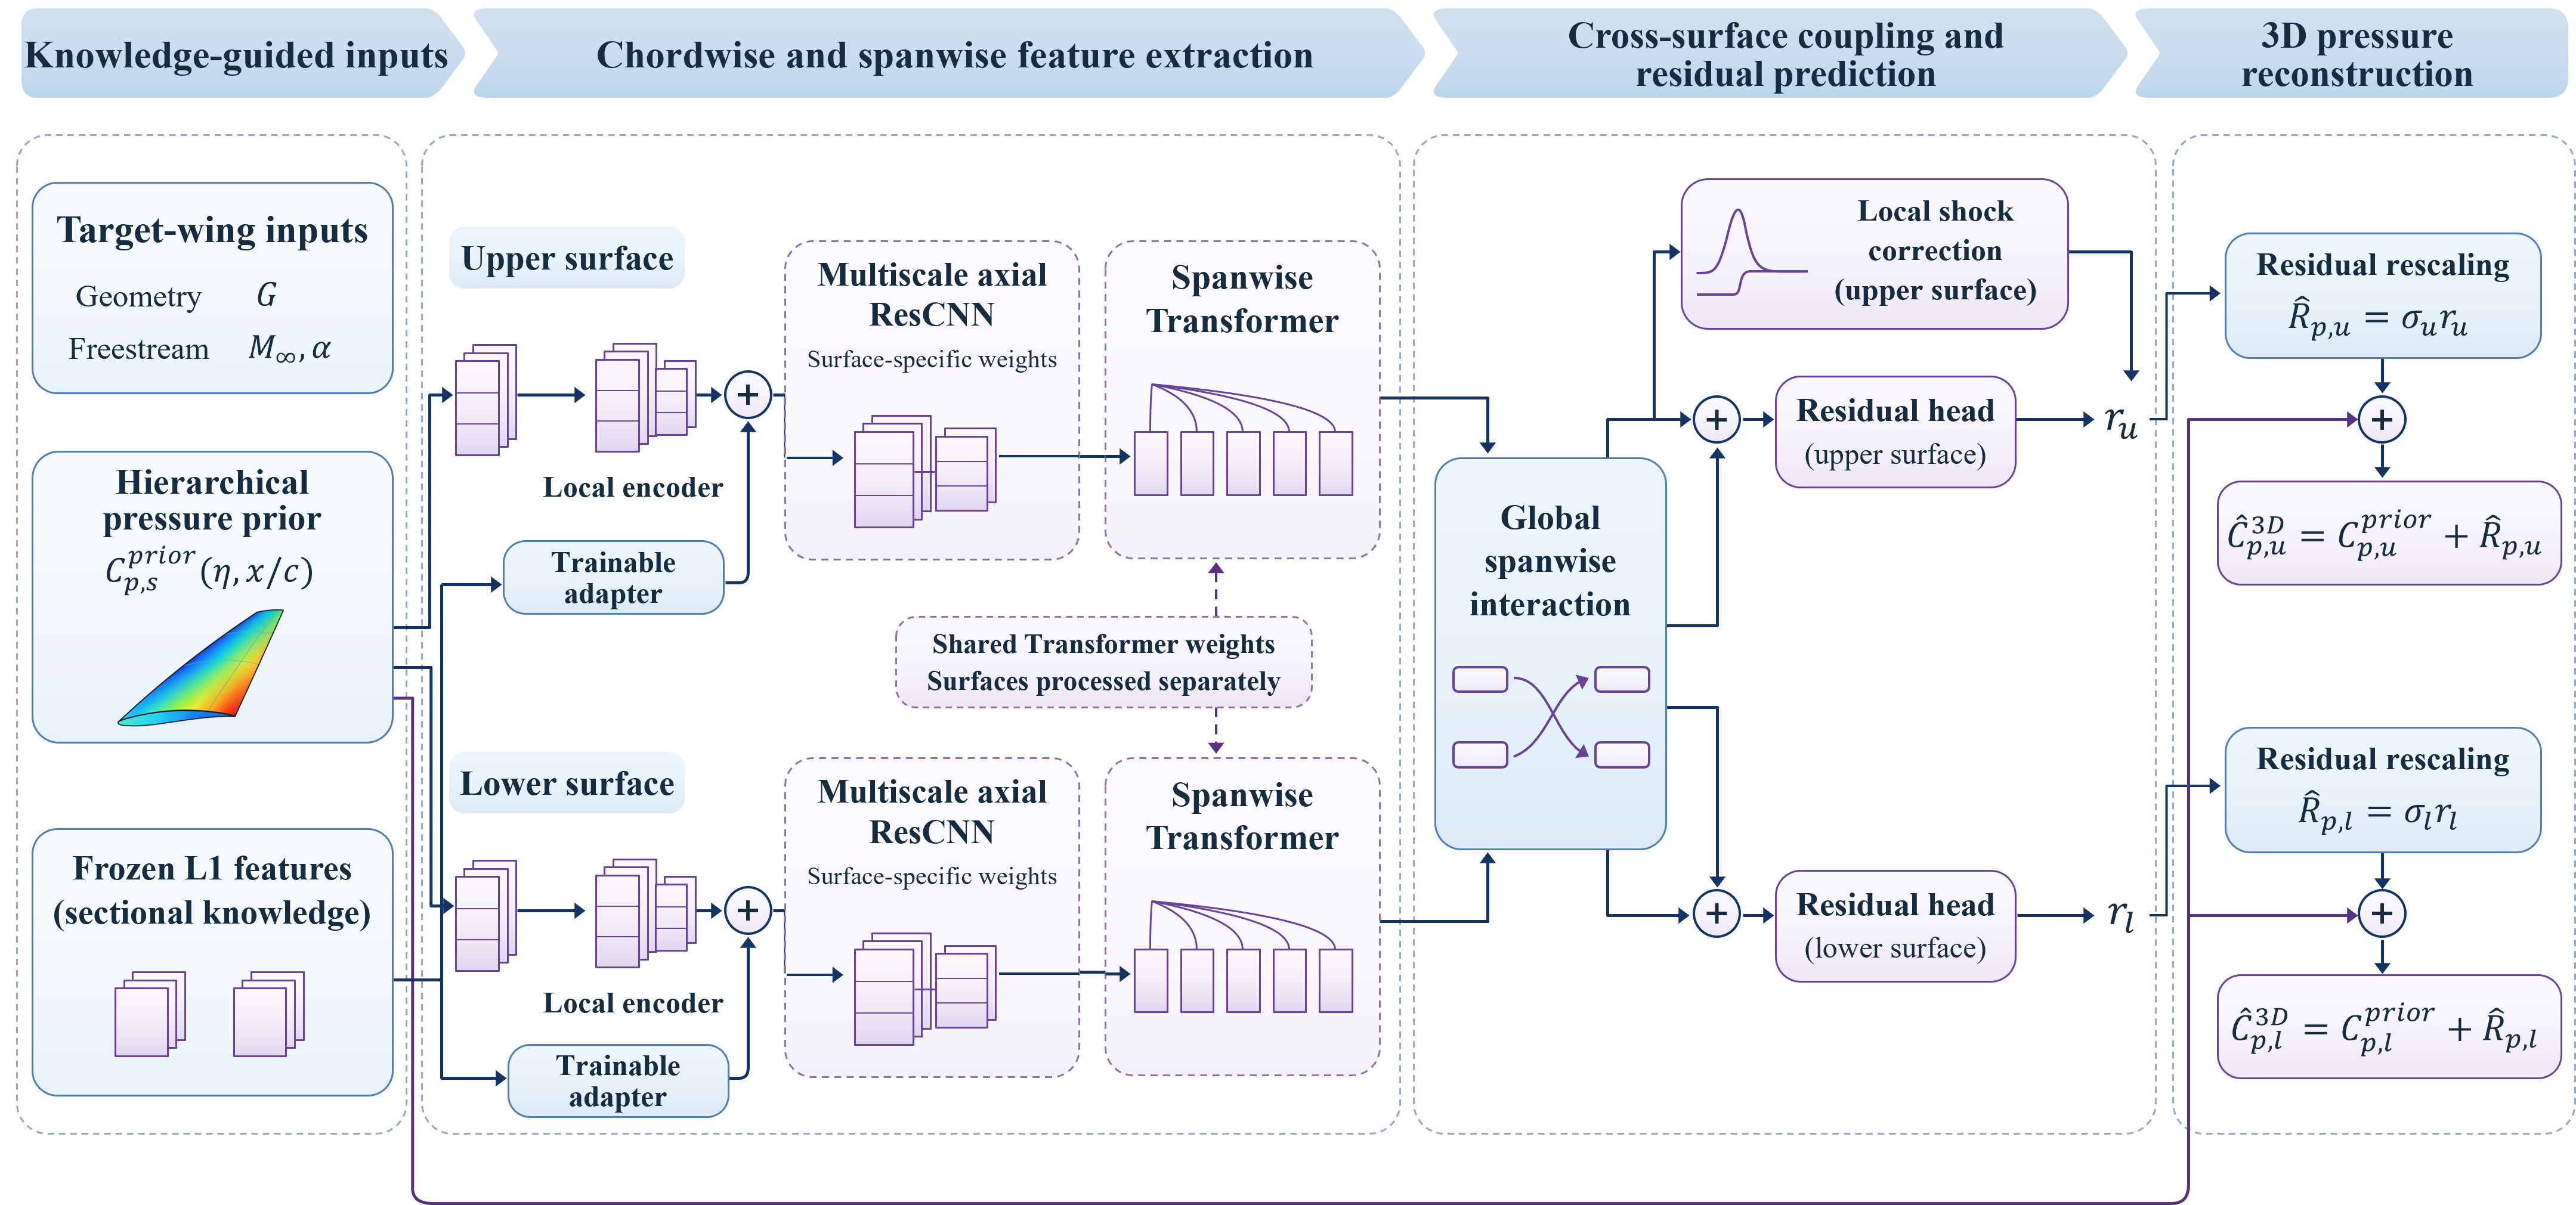 Knowledge-guided inputs
Chordwise and spanwise feature extraction
Cross-surface coupling and
residual prediction
3D pressure
reconstruction
Target-wing inputs
Geometry G
Freestream M∞, α
Hierarchical
pressure prior
C_{p,s}^{prior}(η, x/c)
Frozen L1 features
(sectional knowledge)
Upper surface
Local encoder
+
Trainable
adapter
Multiscale axial
ResCNN
Surface-specific weights
Spanwise
Transformer
Shared Transformer weights
Surfaces processed separately
Lower surface
Local encoder
+
Trainable
adapter
Multiscale axial
ResCNN
Surface-specific weights
Spanwise
Transformer
Global
spanwise
interaction
Local shock
correction
(upper surface)
+
Residual head
(upper surface)
r_u
+
Residual head
(lower surface)
r_l
Residual rescaling
R̂_{p,u} = σ_u r_u
+
Ĉ_{p,u}^{3D} = C_{p,u}^{prior} + R̂_{p,u}
Residual rescaling
R̂_{p,l} = σ_l r_l
+
Ĉ_{p,l}^{3D} = C_{p,l}^{prior} + R̂_{p,l}